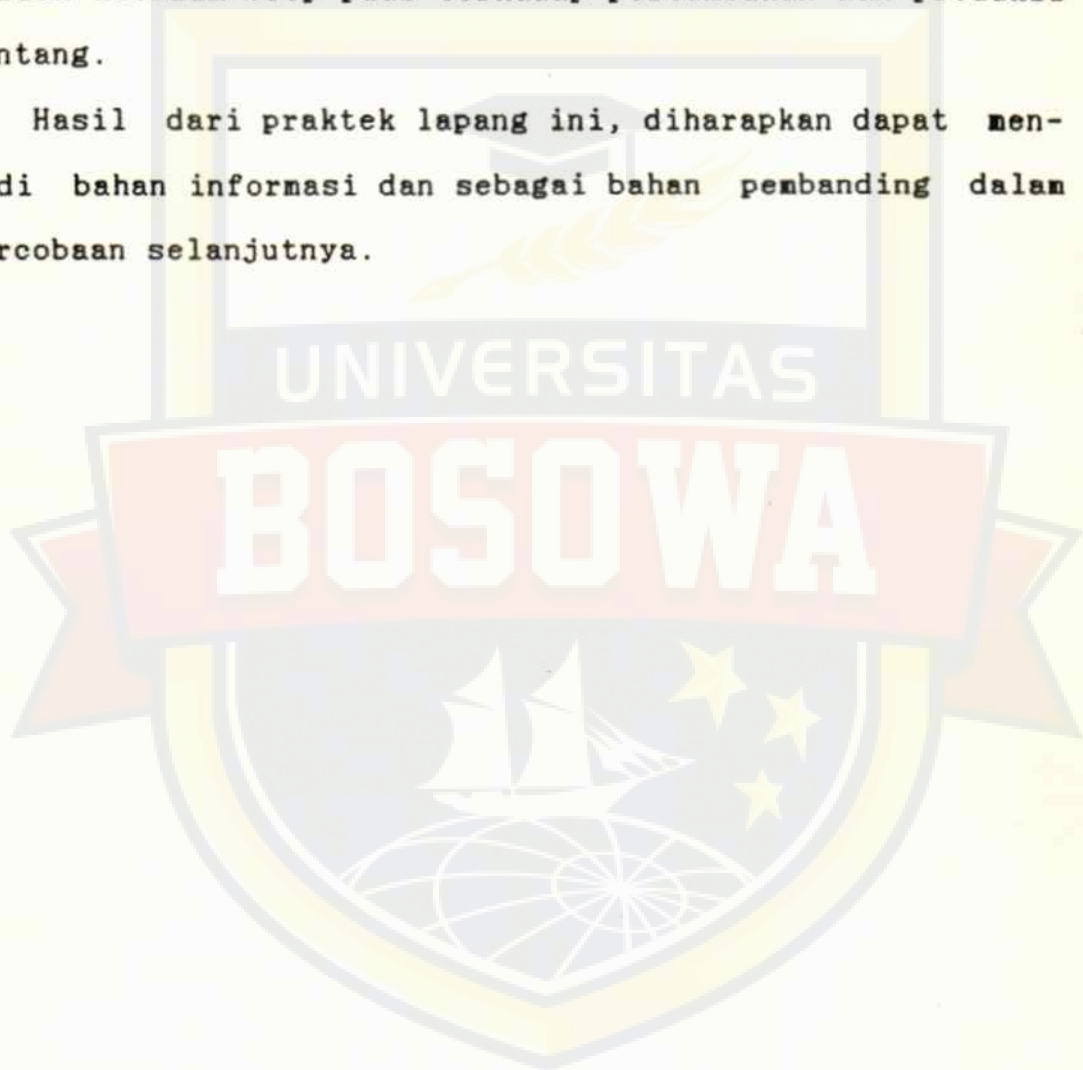 ntang.
Hasil dari praktek lapang ini, diharapkan dapat men-
di bahan informasi dan sebagai bahan pembanding dalam
rcobaan selanjutnya.
UNIVERSITAS
BOSOWA